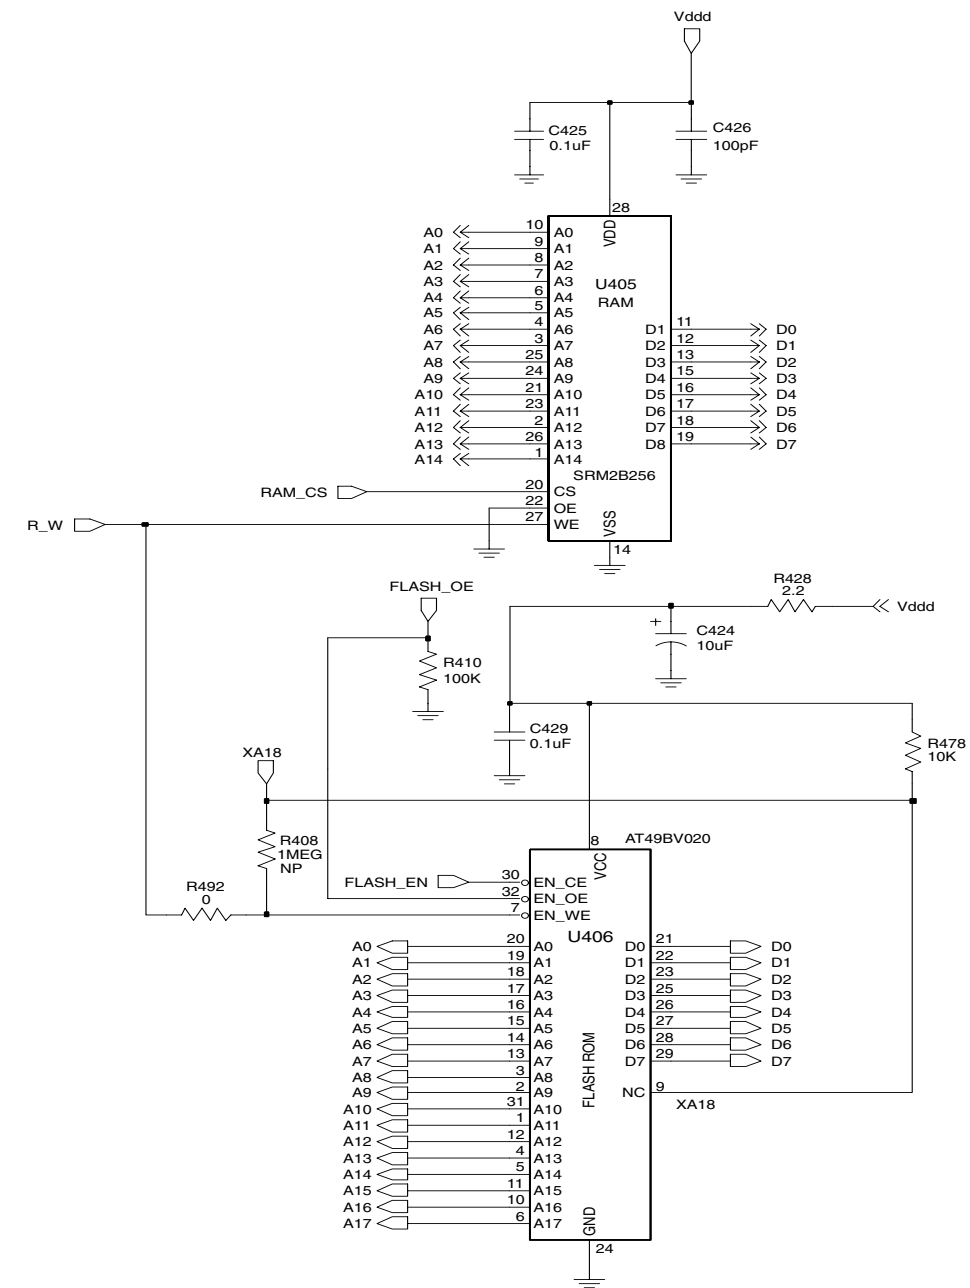 Vddd
C425
0.1uF
C426
100pF
28
VDD
A0 10 A0
A1 9 A1
A2 8 A2
A3 7 A3
U405
A4 6 A4
RAM
A5 5 A5
A6 4 A6 D1 11 D0
A7 3 A7 D2 12 D1
A8 25 A8 D3 13 D2
A9 24 A9 D4 15 D3
A10 21 A10 D5 16 D4
A11 23 A11 D6 17 D5
A12 2 A12 D7 18 D6
A13 26 A13 D8 19 D7
A14 1 A14
SRM2B256
RAM_CS 20 CS
22 OE
R_W 27 WE
VSS
14
FLASH_OE
R428
2.2
Vddd
+
C424
10uF
R410
100K
C429
0.1uF
R478
10K
XA18
R408
1MEG
NP
8
VCC
AT49BV020
FLASH_EN 30 EN_CE
32 EN_OE
R492
0
7 EN_WE
U406
A0 20 A0 D0 21 D0
A1 19 A1 D1 22 D1
A2 18 A2 D2 23 D2
A3 17 A3 D3 25 D3
A4 16 A4 D4 26 D4
A5 15 A5 D5 27 D5
A6 14 A6 D6 28 D6
A7 13 A7 D7 29 D7
A8 3 A8
A9 2 A9 NC 9
XA18
FLASH ROM
A10 31 A10
A11 1 A11
A12 12 A12
A13 4 A13
A14 5 A14
A15 11 A15
A16 10 A16
A17 6 A17
GND
24